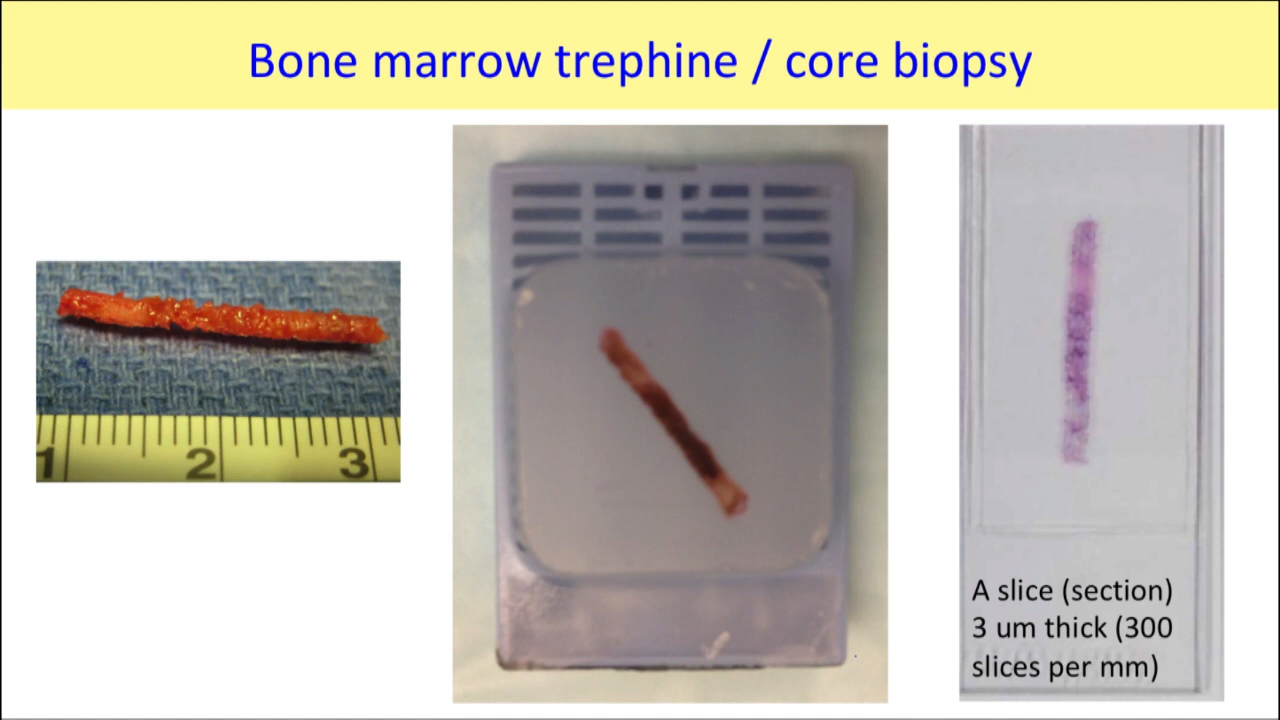 Bone marrow trephine / core biopsy
1 2 3
A slice (section)
3 um thick (300
slices per mm)